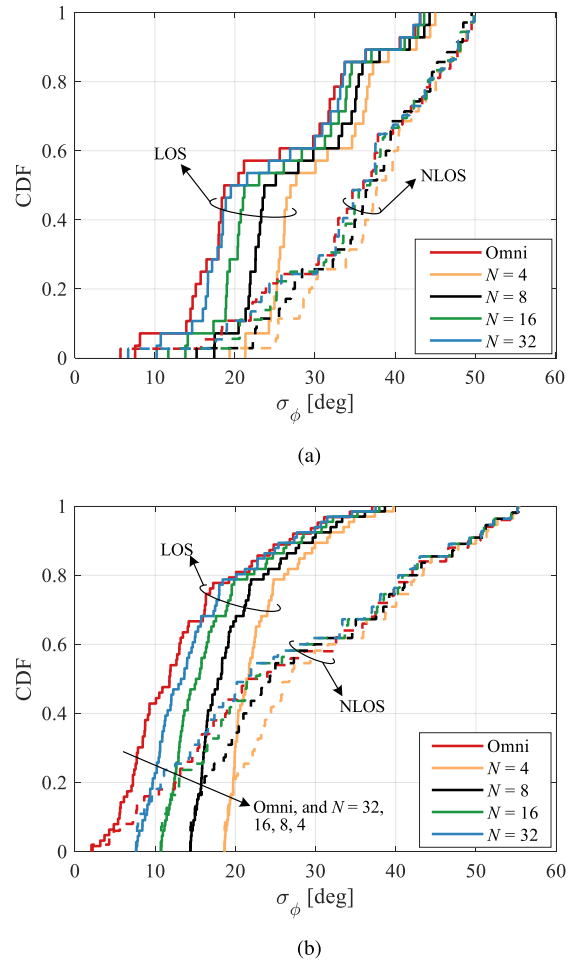 1
0.8
0.6
0.4
0.2
0
CDF
LOS
NLOS
Omni
N = 4
N = 8
N = 16
N = 32
0 10 20 30 40 50 60
σϕ [deg]
(a)
1
0.8
0.6
0.4
0.2
0
CDF
LOS
NLOS
Omni, and N = 32,
16, 8, 4
Omni
N = 4
N = 8
N = 16
N = 32
0 10 20 30 40 50 60
σϕ [deg]
(b)